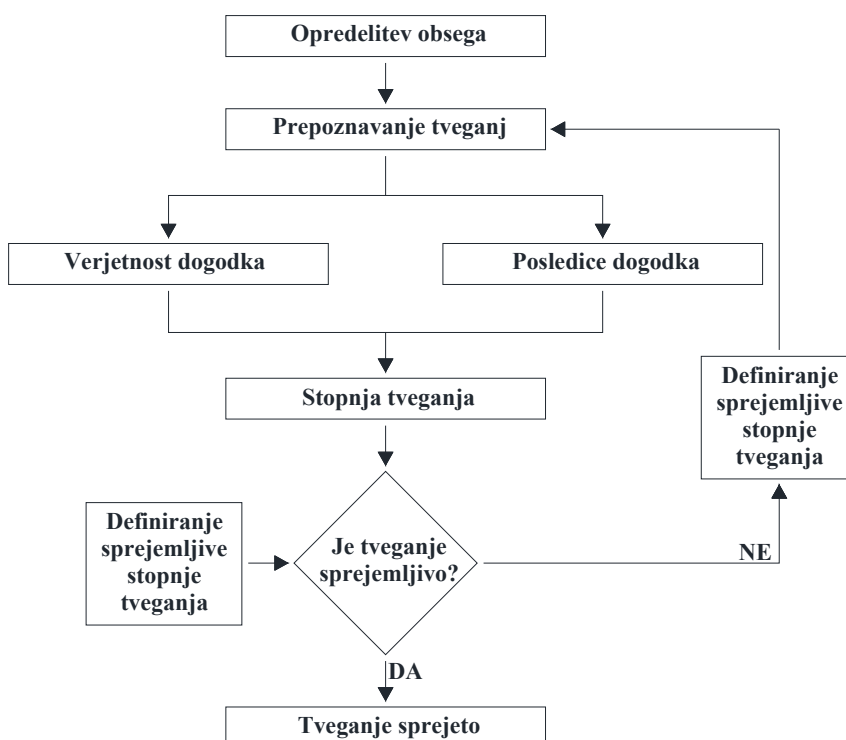 Opredelitev obsega
Prepoznavanje tveganj
Verjetnost dogodka
Posledice dogodka
Stopnja tveganja
Definiranje
sprejemljive
stopnje
tveganja
Definiranje
sprejemljive
stopnje
tveganja
Je tveganje
sprejemljivo?
NE
DA
Tveganje sprejeto